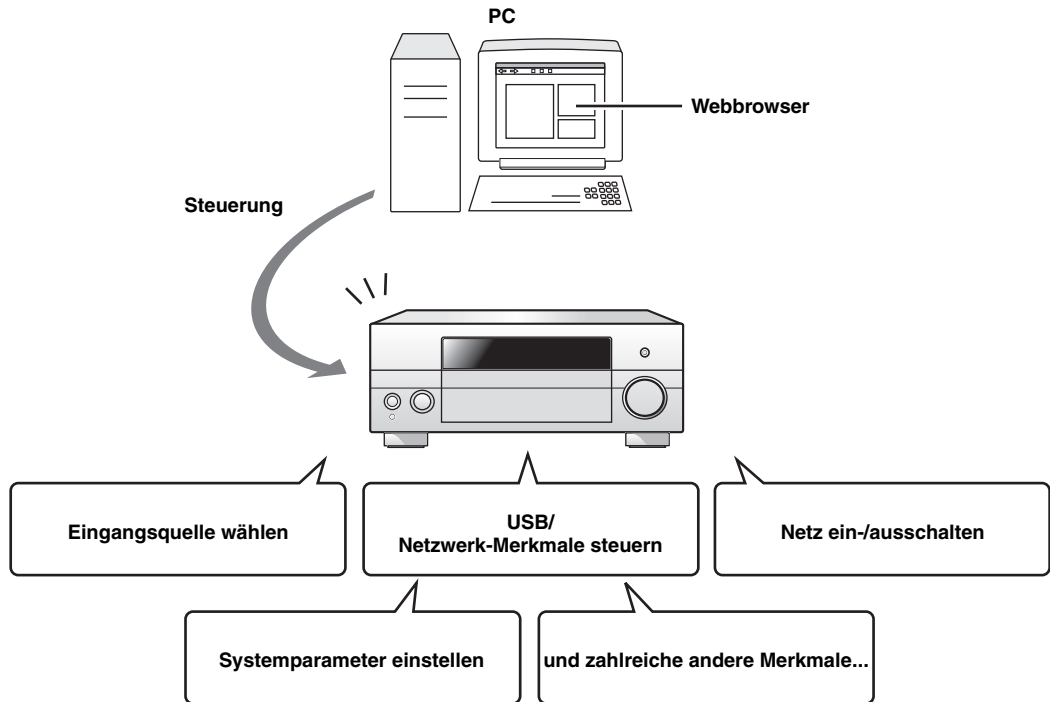 PC
Webbrowser
Steuerung
Eingangsquelle wählen
USB/
Netzwerk-Merkmale steuern
Netz ein-/ausschalten
Systemparameter einstellen
und zahlreiche andere Merkmale...